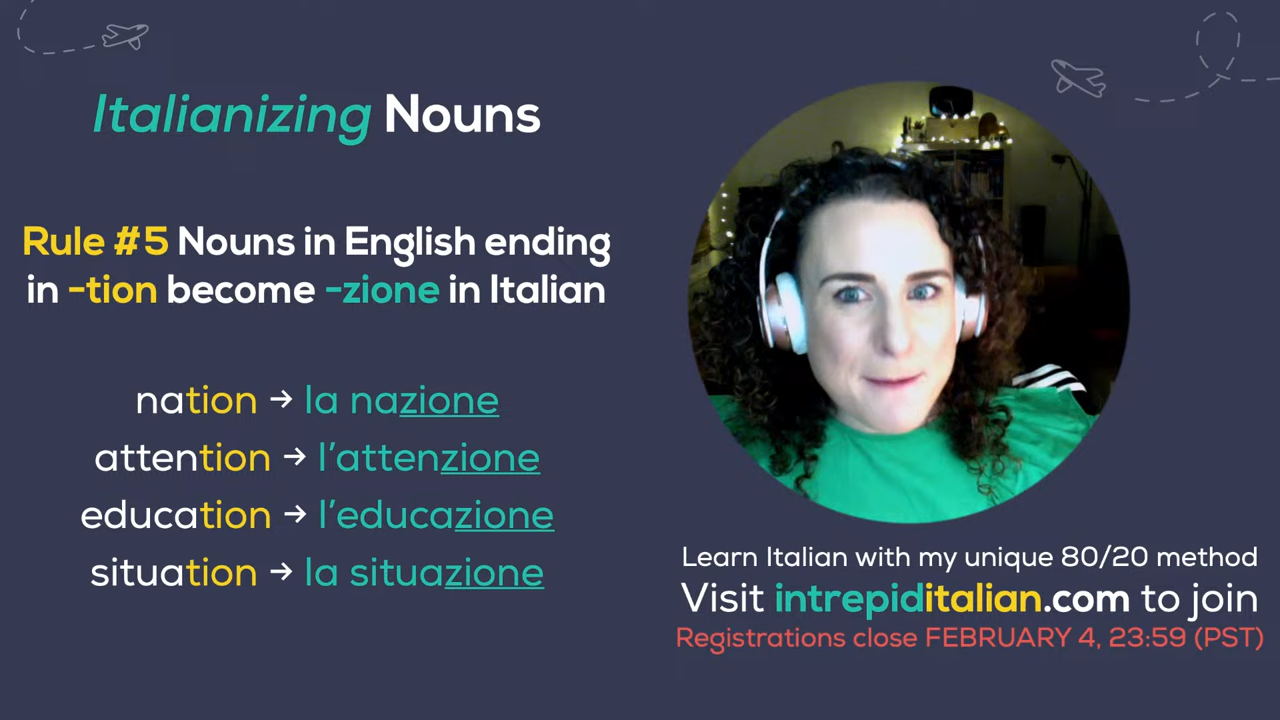 Italianizing Nouns
Rule #5 Nouns in English ending
in -tion become -zione in Italian
nation → la nazione
attention → l’attenzione
education → l’educazione
situation → la situazione
Learn Italian with my unique 80/20 method
Visit intrepiditalian.com to join
Registrations close FEBRUARY 4, 23:59 (PST)